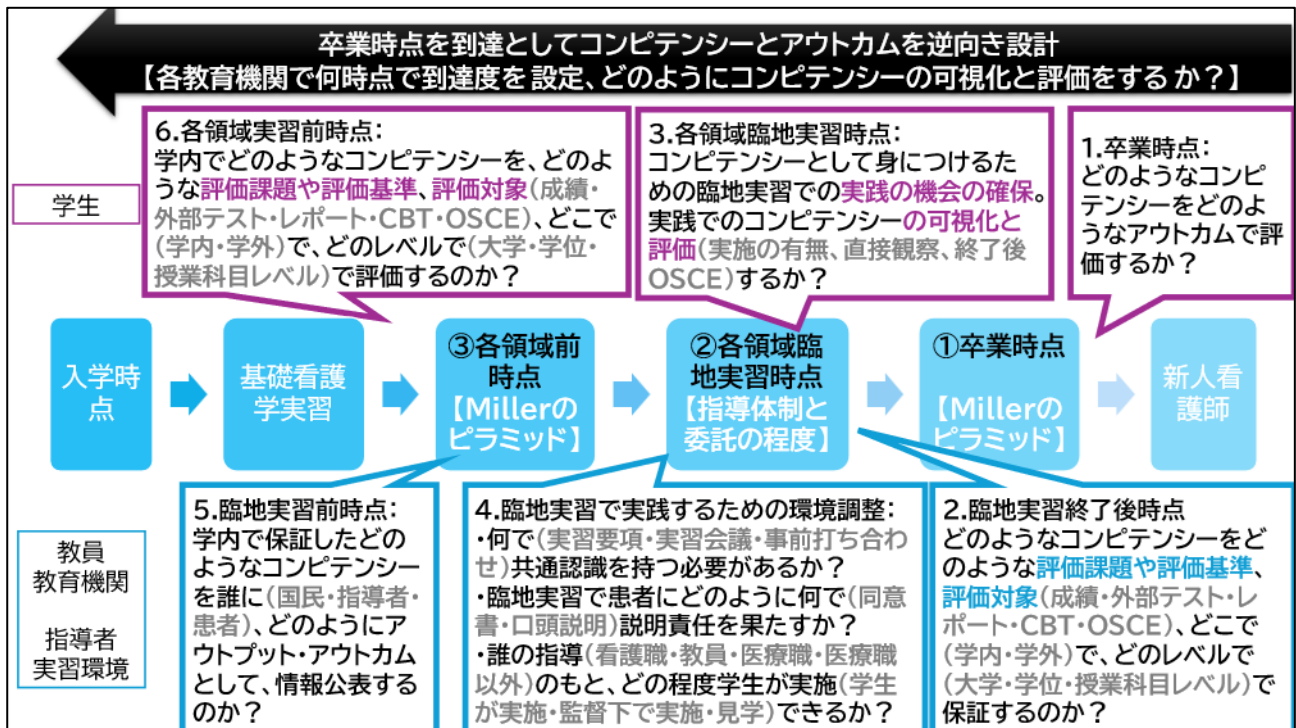 卒業時点を到達としてコンピテンシーとアウトカムを逆向き設計
【各教育機関で何時点で到達度を設定、どのようにコンピテンシーの可視化と評価をするか？】
6.各領域実習前時点：
学内でどのようなコンピテンシーを、どのよ
うな評価課題や評価基準、評価対象(成績・
外部テスト・レポート・CBT・OSCE)、どこで
(学内・学外)で、どのレベルで(大学・学位・
授業科目レベル)で評価するのか？
3.各領域臨地実習時点：
コンピテンシーとして身につけるた
めの臨地実習での実践の機会の確保。
実践でのコンピテンシーの可視化と
評価(実施の有無、直接観察、終了後
OSCE)するか？
1.卒業時点：
どのようなコンピ
テンシーをどのよ
うなアウトカムで評
価するか？
学生
入学時
点
基礎看護
学実習
③各領域前
時点
【Millerの
ピラミッド】
②各領域臨
地実習時点
【指導体制と
委託の程度】
①卒業時点
【Millerの
ピラミッド】
新人看
護師
教員
教育機関
指導者
実習環境
5.臨地実習前時点：
学内で保証したどの
ようなコンピテンシー
を誰に(国民・指導者・
患者)、どのようにア
ウトプット・アウトカム
として、情報公表する
のか？
4.臨地実習で実践するための環境調整：
・何で(実習要項・実習会議・事前打ち合わ
せ)共通認識を持つ必要があるか？
・臨地実習で患者にどのように何で(同意
書・口頭説明)説明責任を果たすか？
・誰の指導(看護職・教員・医療職・医療職
以外)のもと、どの程度学生が実施(学生
が実施・監督下で実施・見学)できるか？
2.臨地実習終了後時点
どのようなコンピテンシーをど
のような評価課題や評価基準、
評価対象(成績・外部テスト・レ
ポート・CBT・OSCE)、どこで
(学内・学外)で、どのレベルで
(大学・学位・授業科目レベル)で
保証するのか？